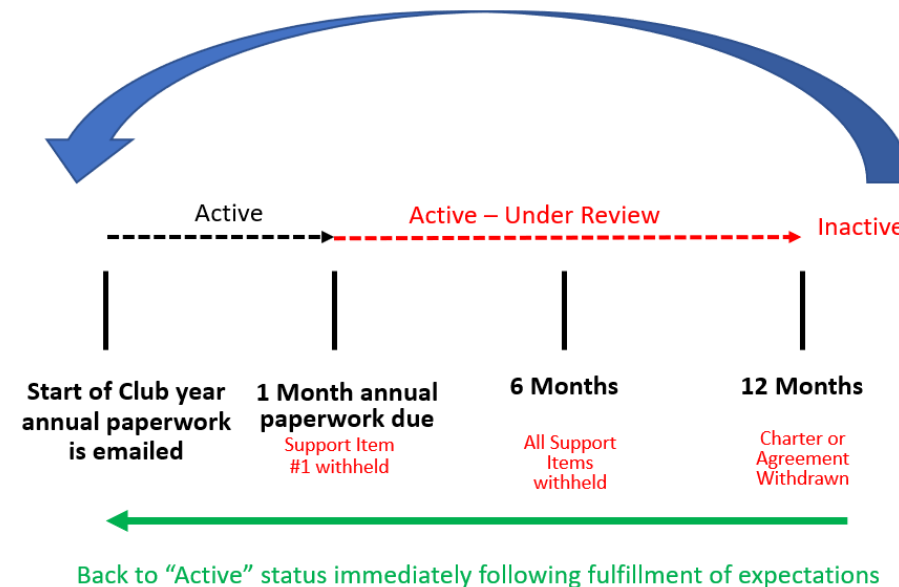 Active
Active – Under Review
Inactive
Start of Club year
annual paperwork
is emailed
1 Month annual
paperwork due
Support Item
#1 withheld
6 Months
All Support
Items
withheld
12 Months
Charter or
Agreement
Withdrawn
Back to “Active” status immediately following fulfillment of expectations